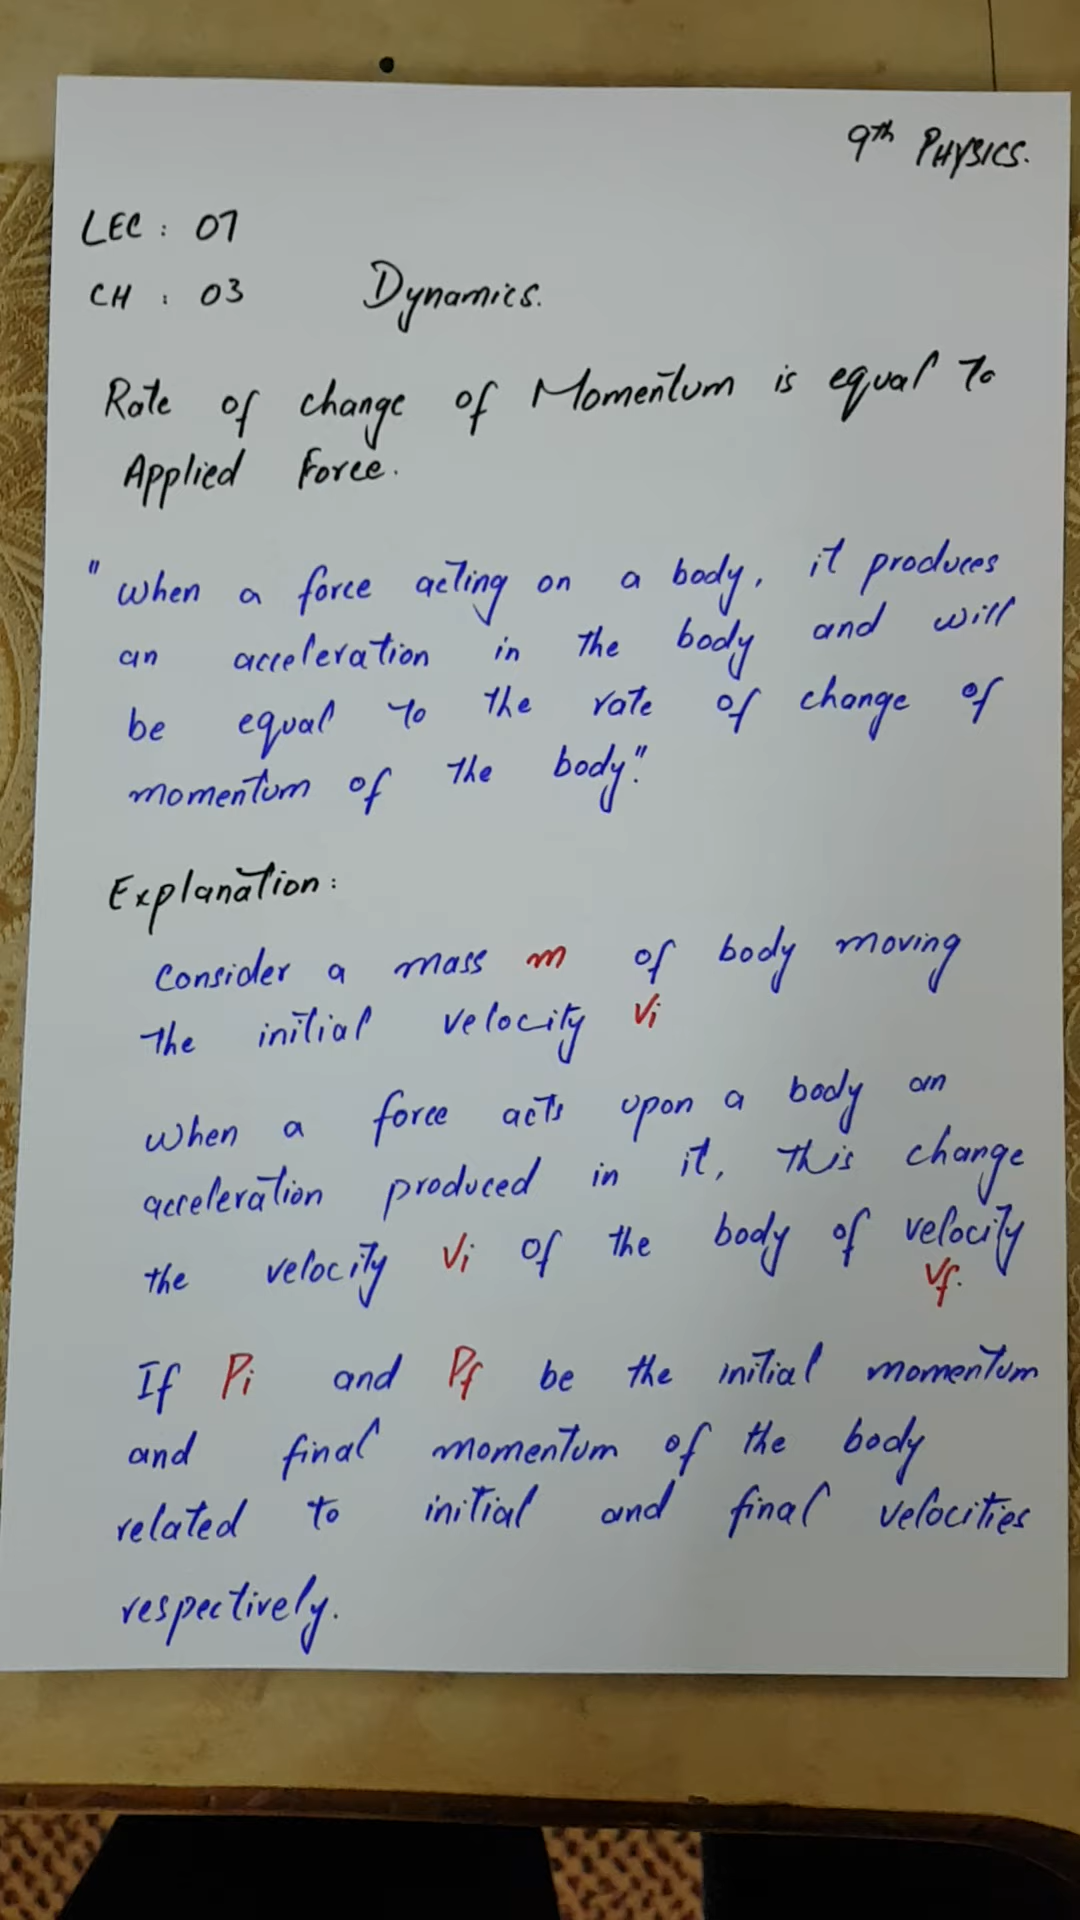 9th PHYSICS.
LEC : 07
CH : 03 Dynamics.
Rate of change of Momentum is equal to
Applied Force.
"When a force acting on a body, it produces
an acceleration in the body and will
be equal to the rate of change of
momentum of the body".
Explanation:
Consider a mass m of body moving
the initial velocity Vi
When a force acts upon a body an
acceleration produced in it, this change
the velocity Vi of the body of velocity
Vf.
If Pi and Pf be the initial momentum
and final momentum of the body
related to initial and final velocities
respectively.